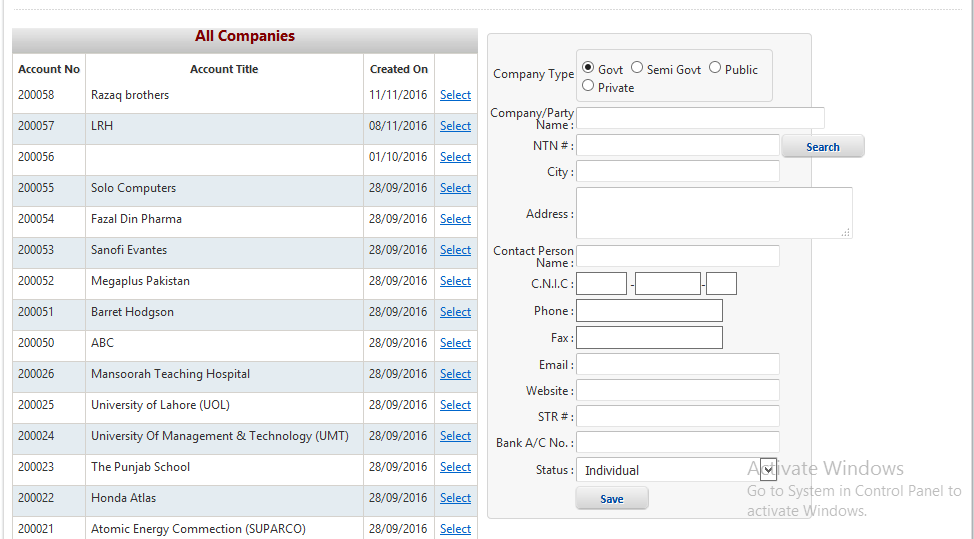 All Companies
Account No Account Title Created On
200058 Razaq brothers 11/11/2016 Select
200057 LRH 08/11/2016 Select
200056 01/10/2016 Select
200055 Solo Computers 28/09/2016 Select
200054 Fazal Din Pharma 28/09/2016 Select
200053 Sanofi Evantes 28/09/2016 Select
200052 Megaplus Pakistan 28/09/2016 Select
200051 Barret Hodgson 28/09/2016 Select
200050 ABC 28/09/2016 Select
200026 Mansoorah Teaching Hospital 28/09/2016 Select
200025 University of Lahore (UOL) 28/09/2016 Select
200024 University Of Management & Technology (UMT) 28/09/2016 Select
200023 The Punjab School 28/09/2016 Select
200022 Honda Atlas 28/09/2016 Select
200021 Atomic Energy Commection (SUPARCO) 28/09/2016 Select
Company Type Govt Semi Govt Public
Private
Company/Party
Name :
NTN # : Search
City :
Address :
Contact Person
Name :
C.N.I.C : - -
Phone :
Fax :
Email :
Website :
STR # :
Bank A/C No. :
Status : Individual
Save
Activate Windows
Go to System in Control Panel to
activate Windows.